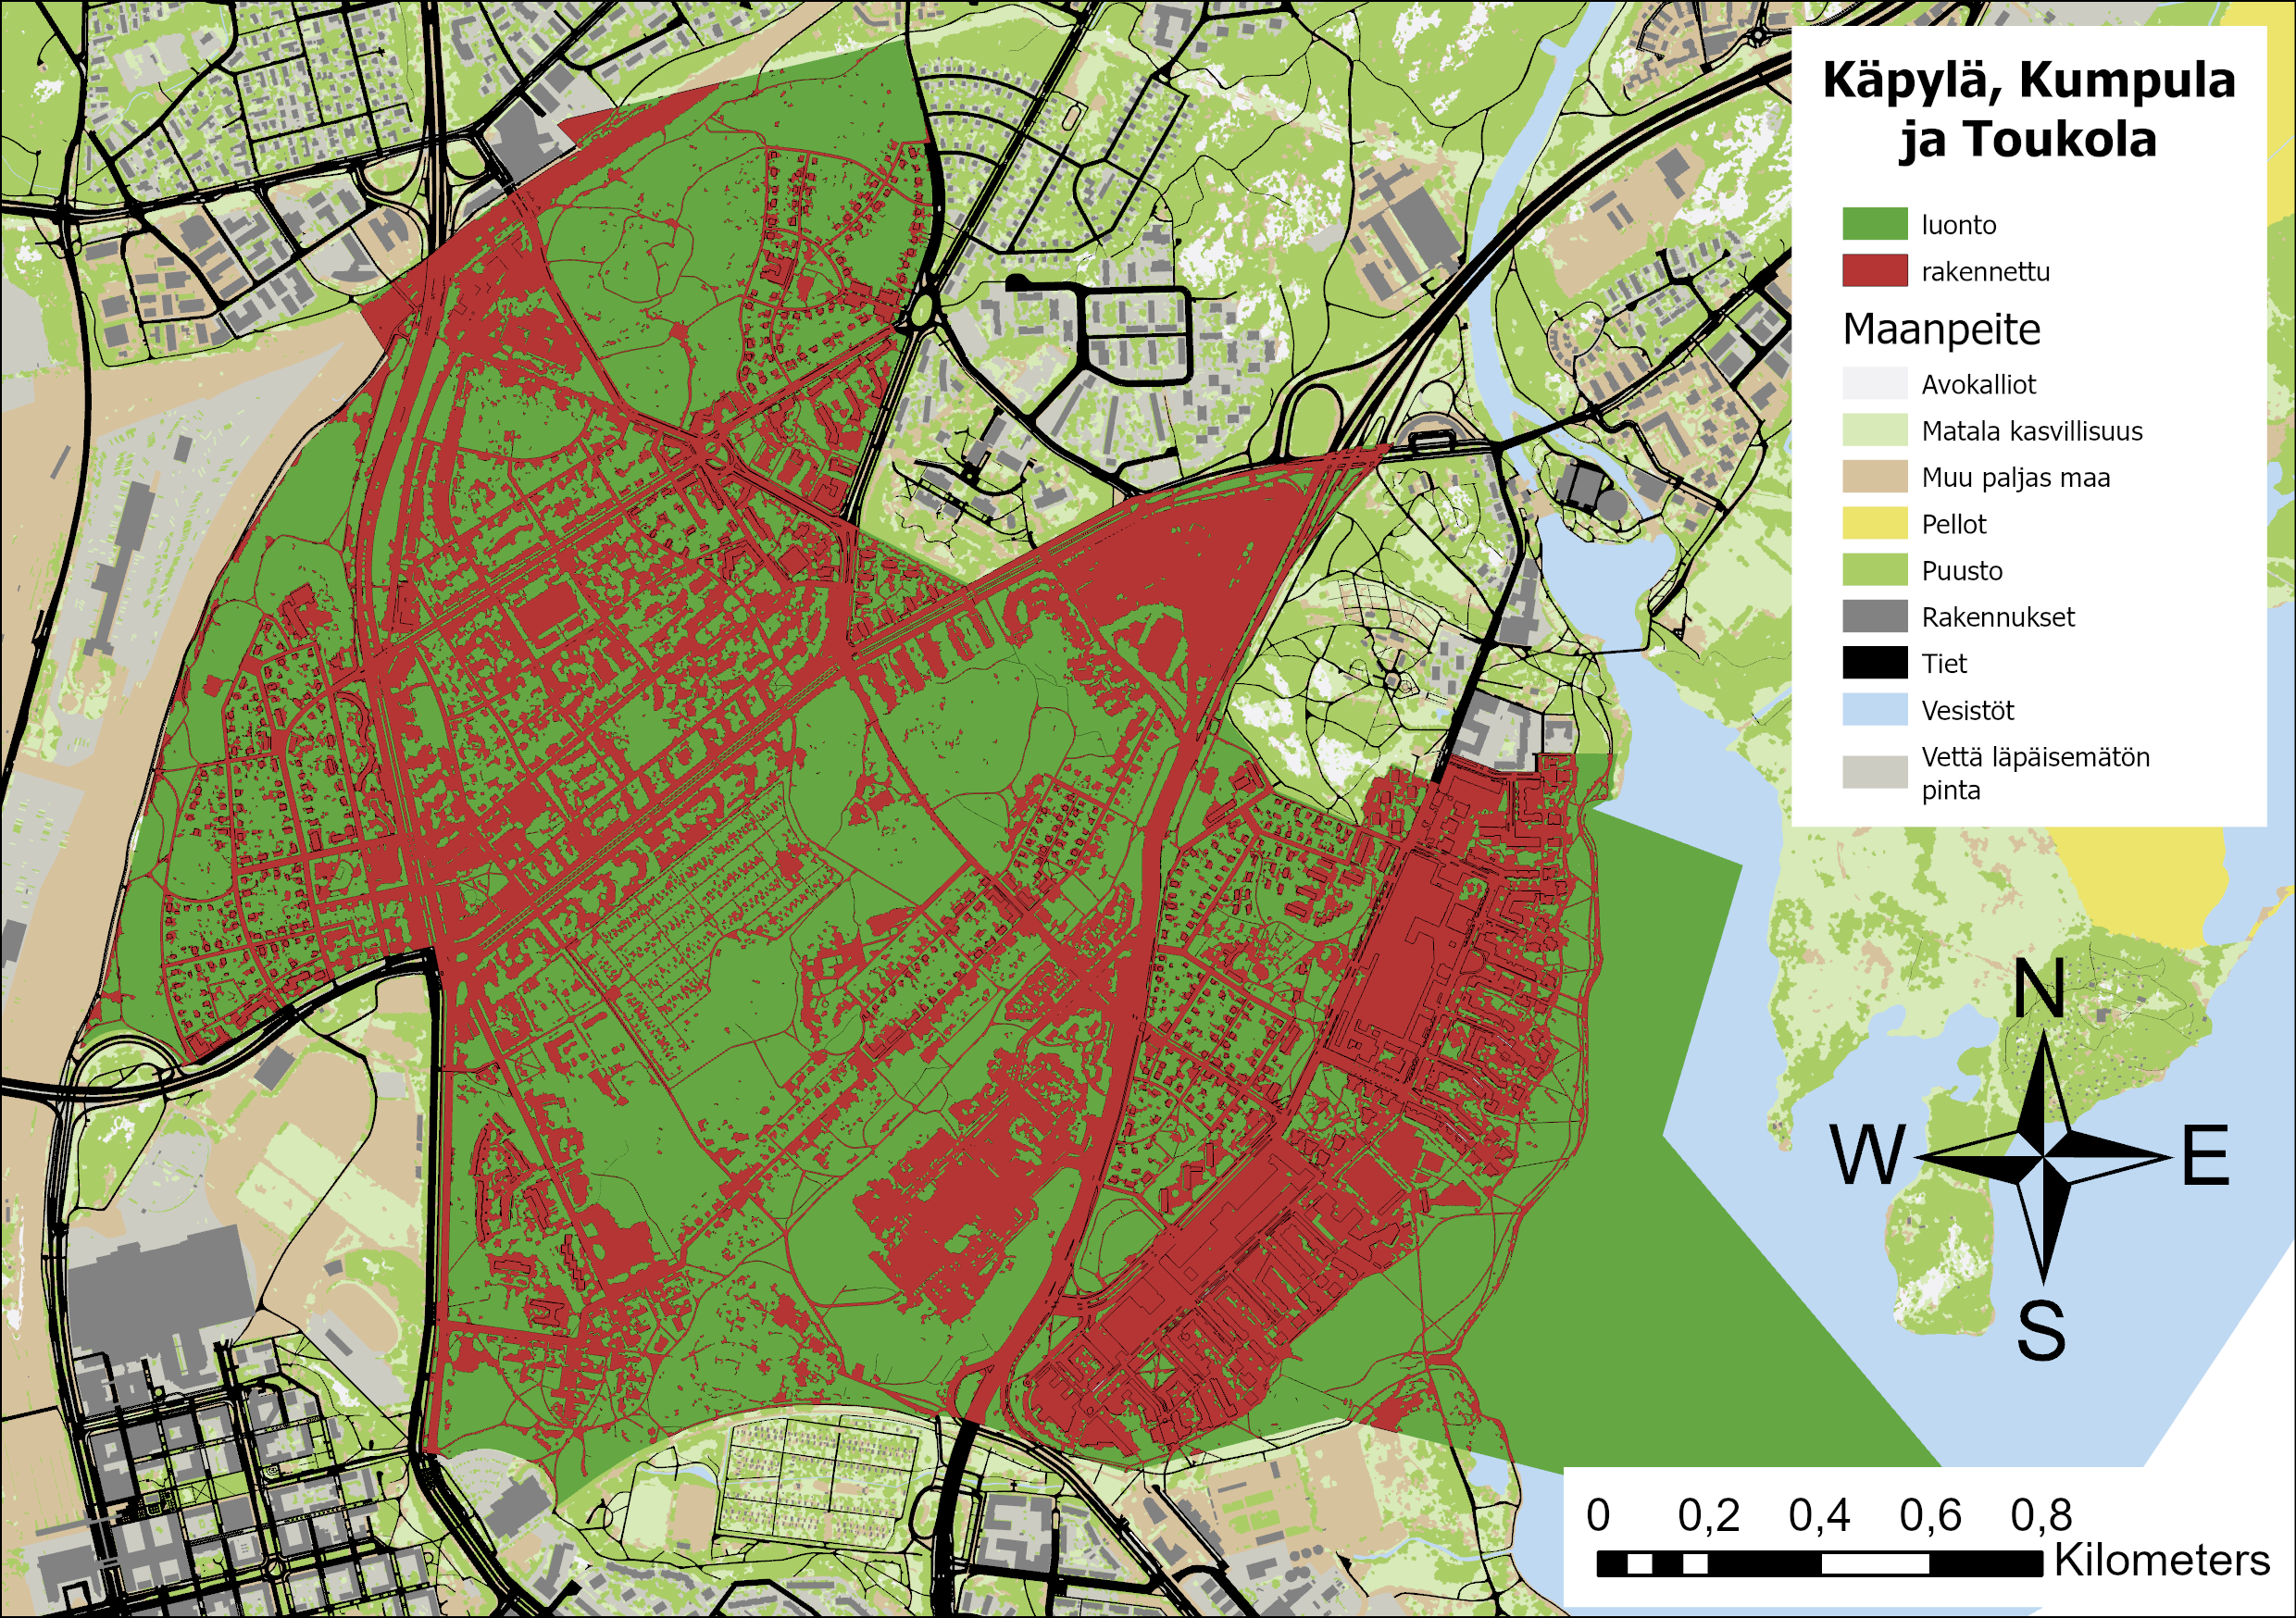 Käpylä, Kumpula
ja Toukola
luonto
rakennettu
Maanpeite
Avokalliot
Matala kasvillisuus
Muu paljas maa
Pellot
Puusto
Rakennukset
Tiet
Vesistöt
Vettä läpäisemätön
pinta
N
W E
S
0 0,2 0,4 0,6 0,8
Kilometers